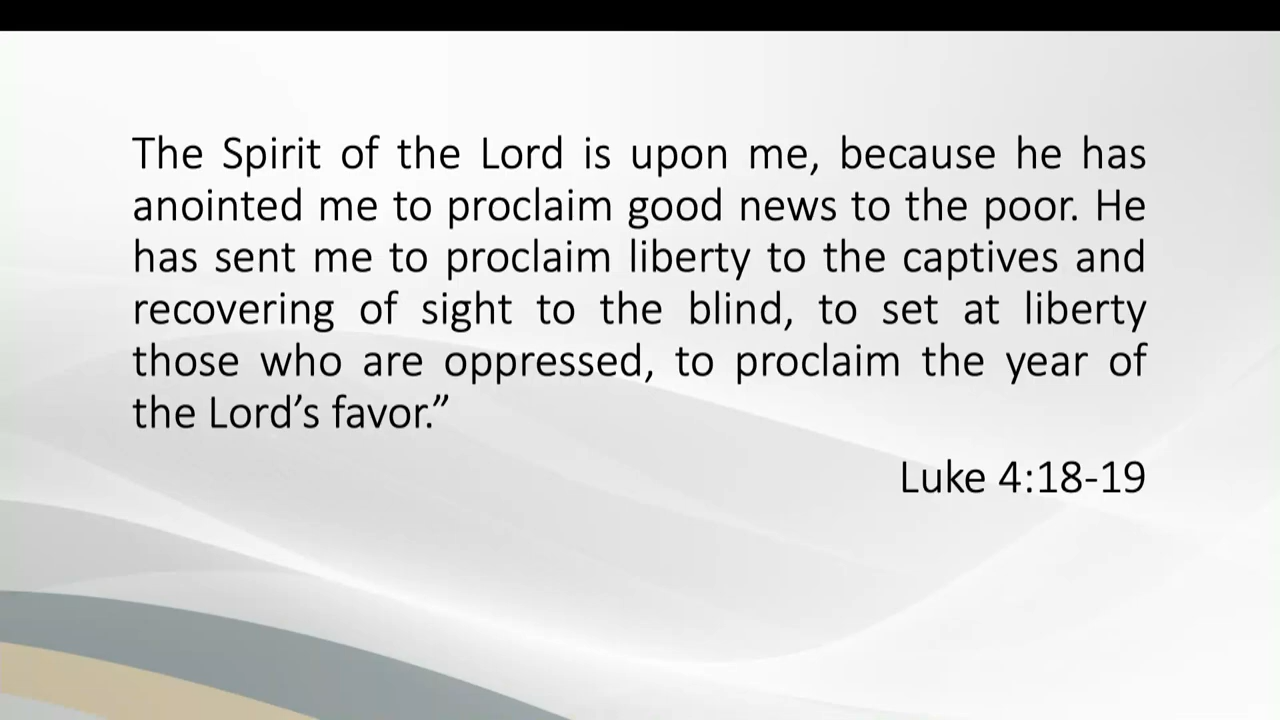 The Spirit of the Lord is upon me, because he has
anointed me to proclaim good news to the poor. He
has sent me to proclaim liberty to the captives and
recovering of sight to the blind, to set at liberty
those who are oppressed, to proclaim the year of
the Lord’s favor.”
Luke 4:18-19